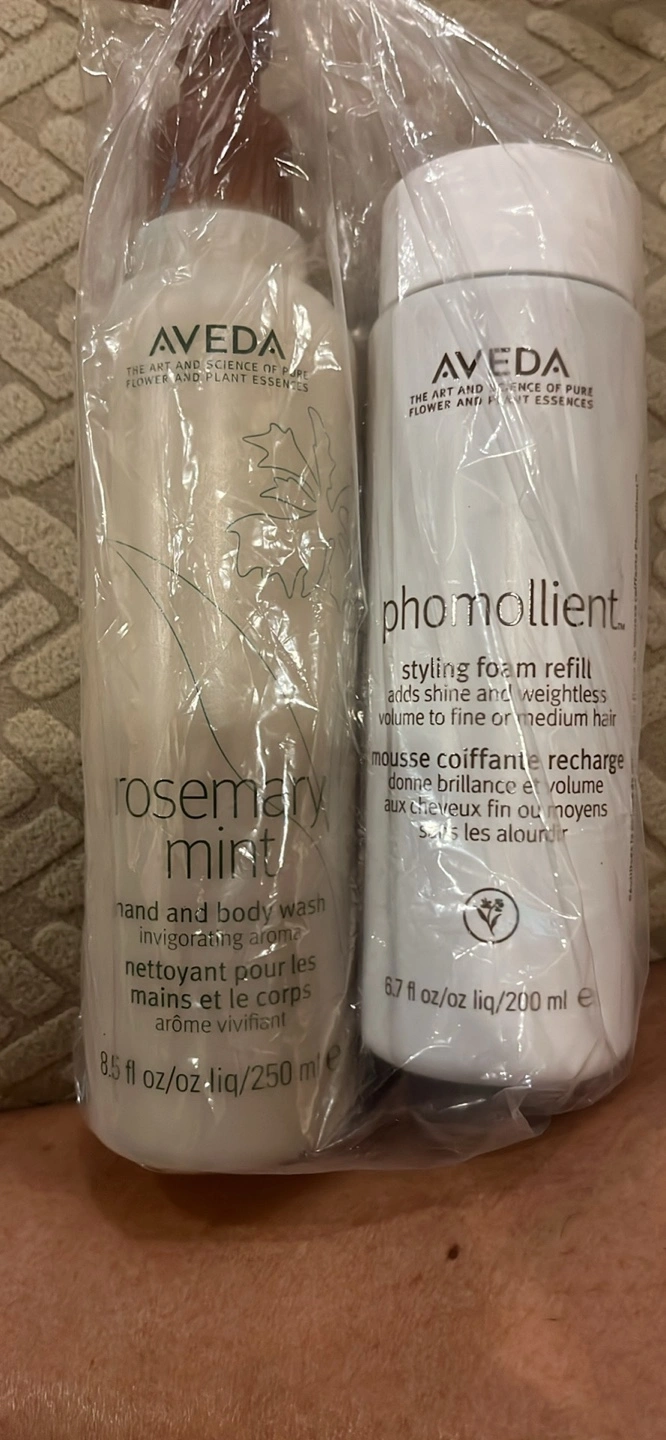 AVEDA
THE ART AND SCIENCE OF PURE
FLOWER AND PLANT ESSENCES
rosemary
mint
hand and body wash
invigorating aroma
nettoyant pour les
mains et le corps
arôme vivifiant
8.5 fl oz/oz liq/250 ml e
AVEDA
THE ART AND SCIENCE OF PURE
FLOWER AND PLANT ESSENCES
phomollient™
styling foam refill
adds shine and weightless
volume to fine or medium hair
mousse coiffante recharge
donne brillance et volume
aux cheveux fin ou moyens
sans les alourdir
6.7 fl oz/oz liq/200 ml e